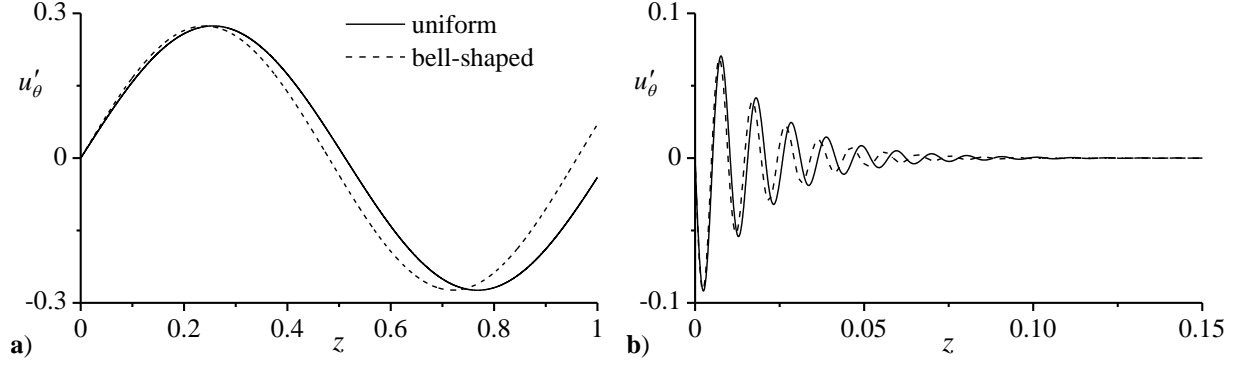 0.3
u′θ
0
-0.3
0
0.2
0.4
0.6
0.8
1
z
a)
uniform
bell-shaped
0.1
u′θ
0
-0.1
0
0.05
0.10
0.15
z
b)